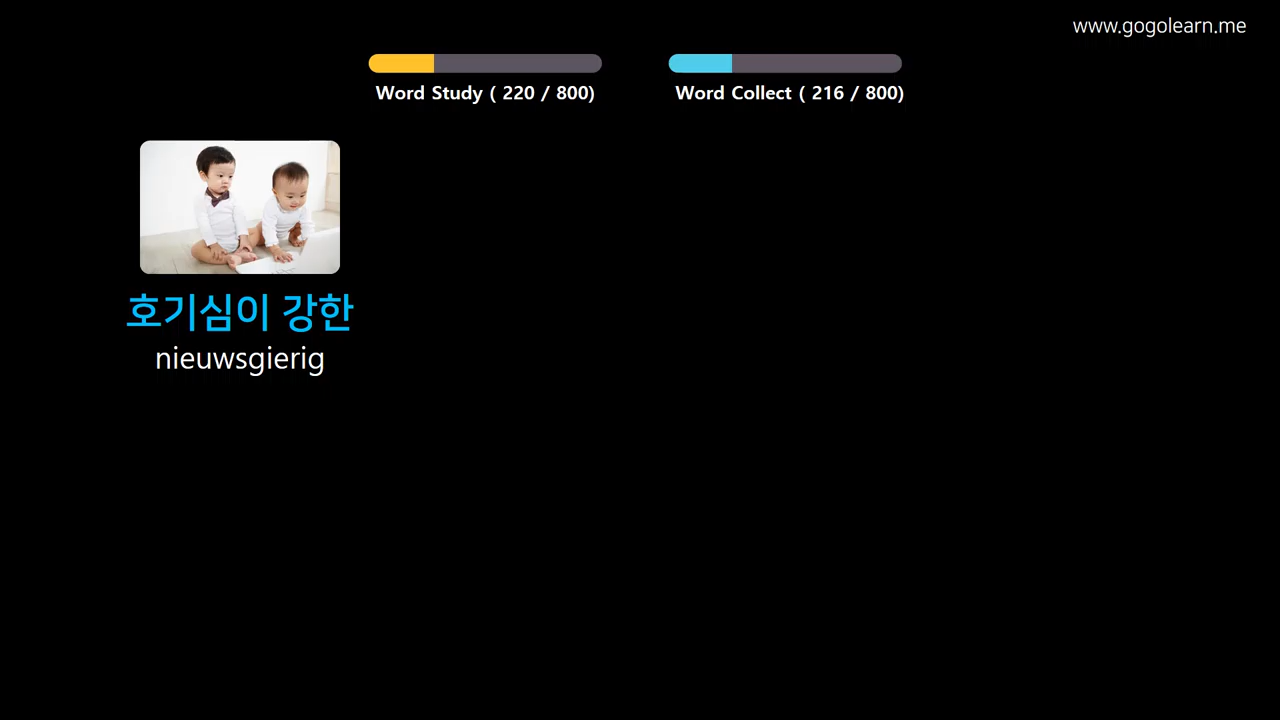 www.gogolearn.me
Word Study ( 220 / 800)
Word Collect ( 216 / 800)
호기심이 강한
nieuwsgierig